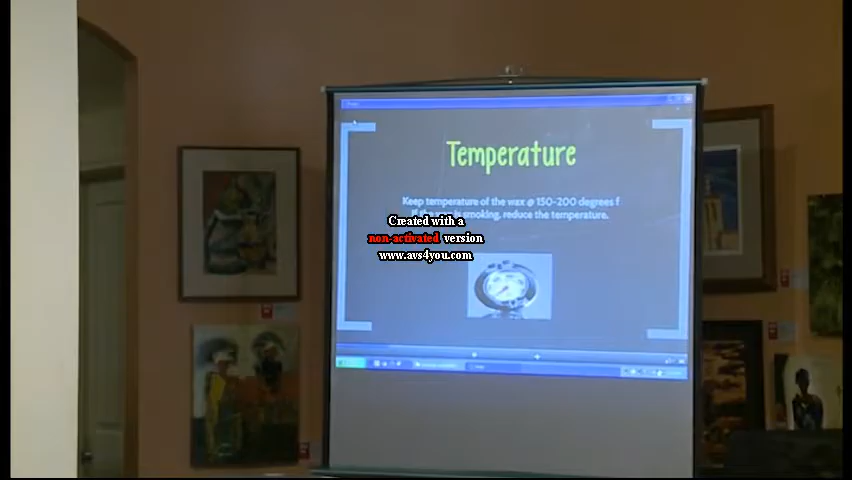 Temperature
Keep temperature of the wax @ 150-200 degrees f
smoking, reduce the temperature.
Created with a
non-activated version
www.avs4you.com